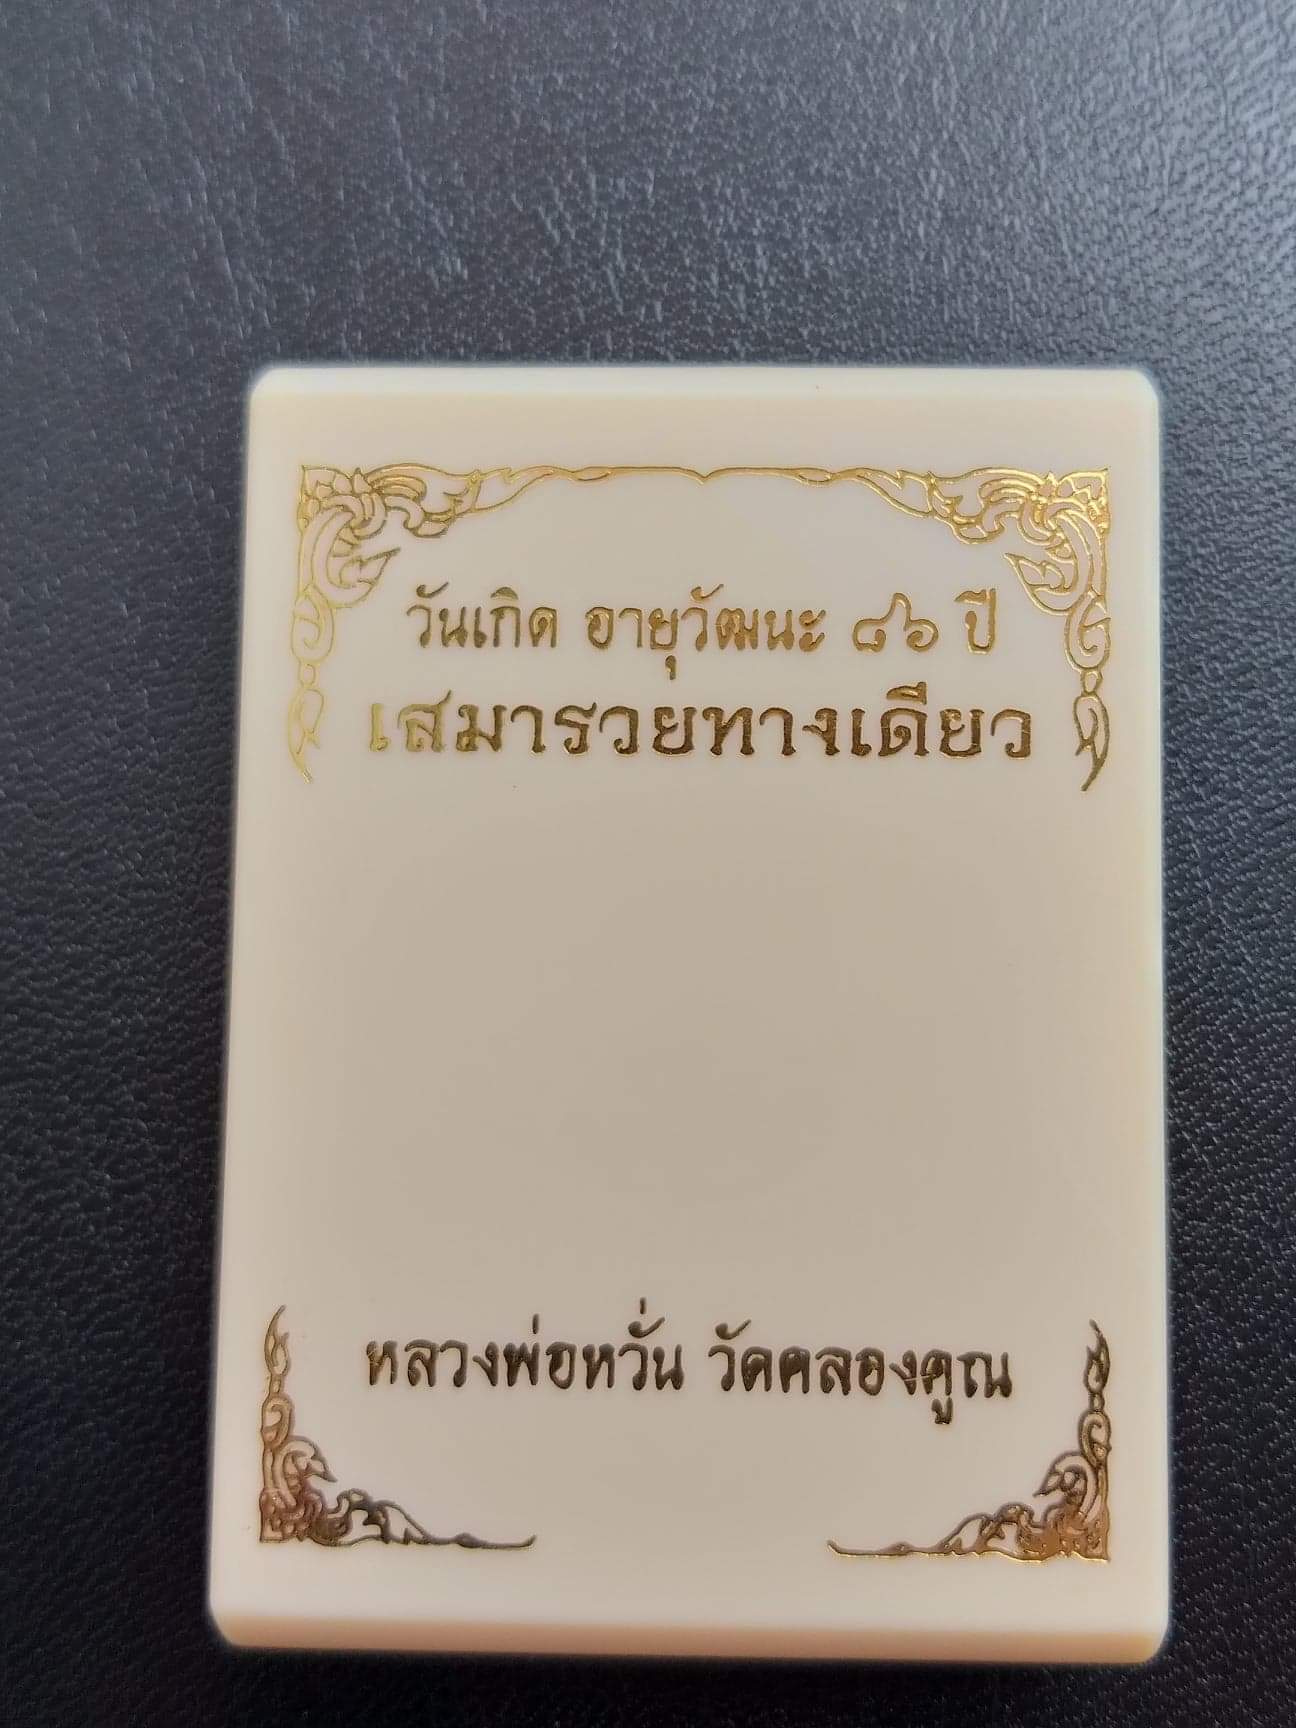 วันเกิด อายุวัฒนะ ๘๖ ปี
เสมารวยทางเดียว
หลวงพ่อหวั่น วัดคลองคูณ